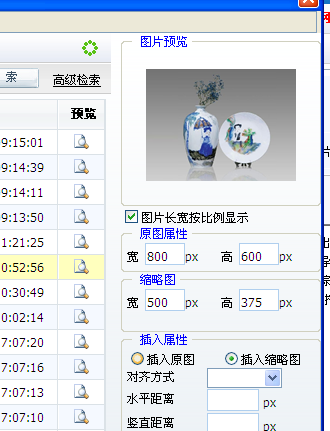 索 高级检索
预览
9:15:01
9:14:39
9:14:11
9:13:50
1:21:25
0:52:56
0:30:49
0:02:14
7:07:20
7:07:16
7:07:13
7:07:10
图片预览
图片长宽按比例显示
原图属性
宽 800 px 高 600 px
缩略图
宽 500 px 高 375 px
插入属性
插入原图 插入缩略图
对齐方式
水平距离 px
竖直距离 px